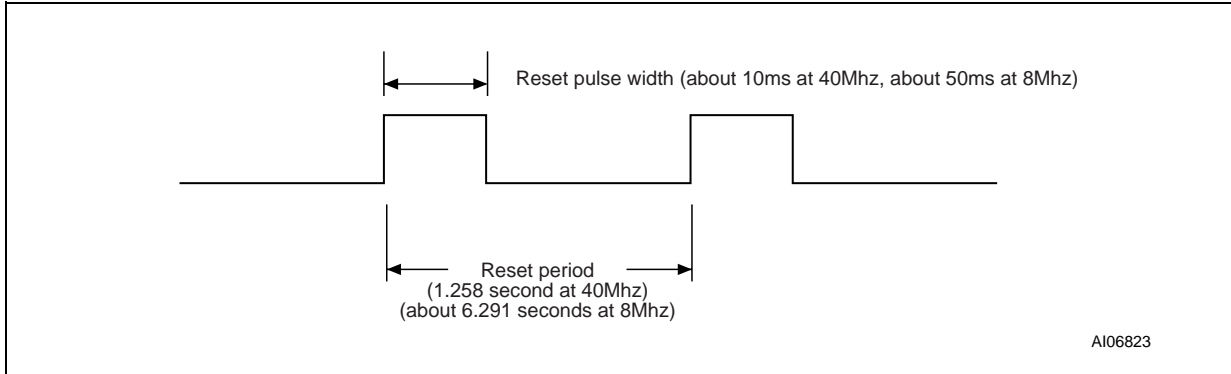 Reset pulse width (about 10ms at 40Mhz, about 50ms at 8Mhz)
Reset period
(1.258 second at 40Mhz)
(about 6.291 seconds at 8Mhz)
AI06823